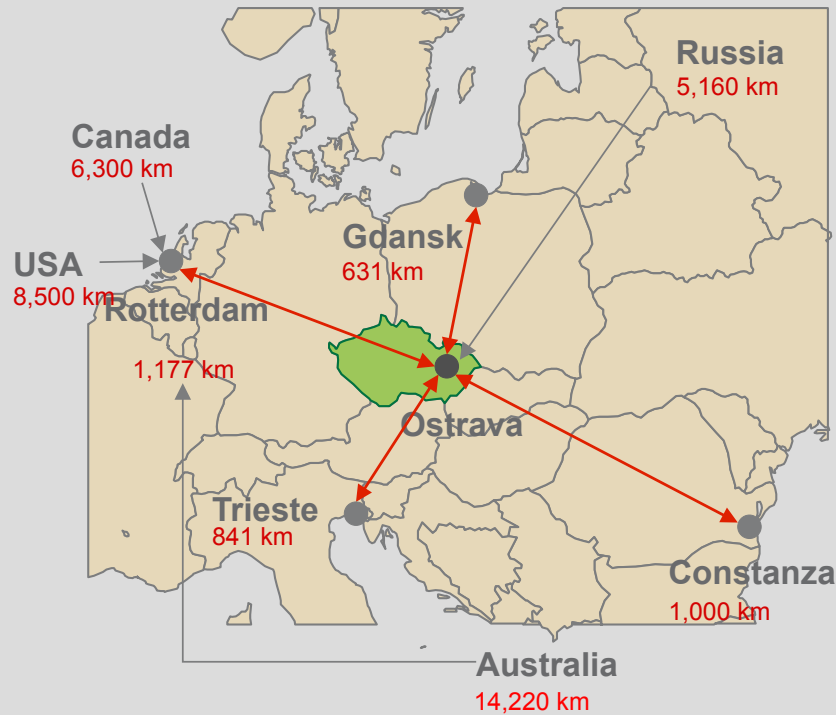 Russia
5,160 km
Canada
6,300 km
Gdansk
631 km
USA
8,500 km
Rotterdam
1,177 km
Ostrava
Trieste
841 km
Constanza
1,000 km
Australia
14,220 km